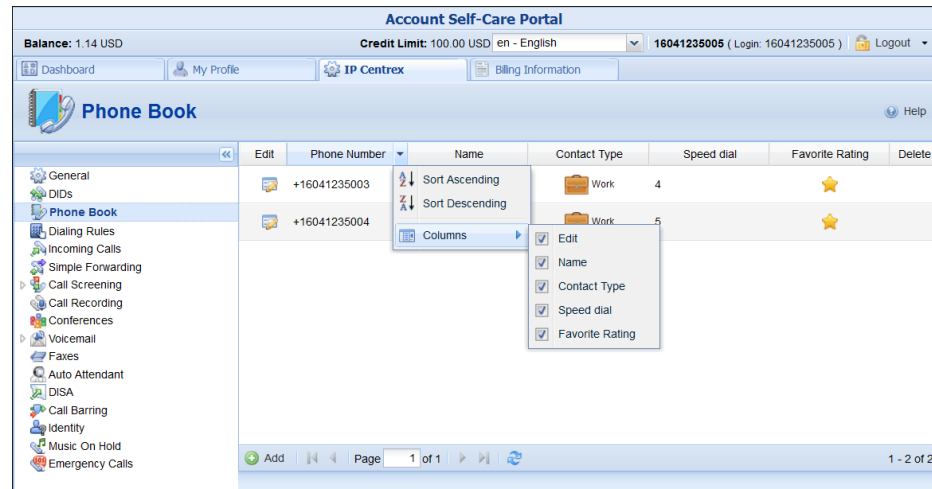 Account Self-Care Portal
Balance: 1.14 USD Credit Limit: 100.00 USD en - English 16041235005 ( Login: 16041235005 ) Logout
Dashboard My Profile IP Centrex Billing Information
Phone Book Help
Edit Phone Number Name Contact Type Speed dial Favorite Rating Delete
General
DIDs
Phone Book
Dialing Rules
Incoming Calls
Simple Forwarding
Call Screening
Call Recording
Conferences
Voicemail
Faxes
Auto Attendant
DISA
Call Barring
Identity
Music On Hold
Emergency Calls
+16041235003 Work 4
+16041235004 Work 5
Sort Ascending
Sort Descending
Columns
Edit
Name
Contact Type
Speed dial
Favorite Rating
Add Page 1 of 1 1 - 2 of 2